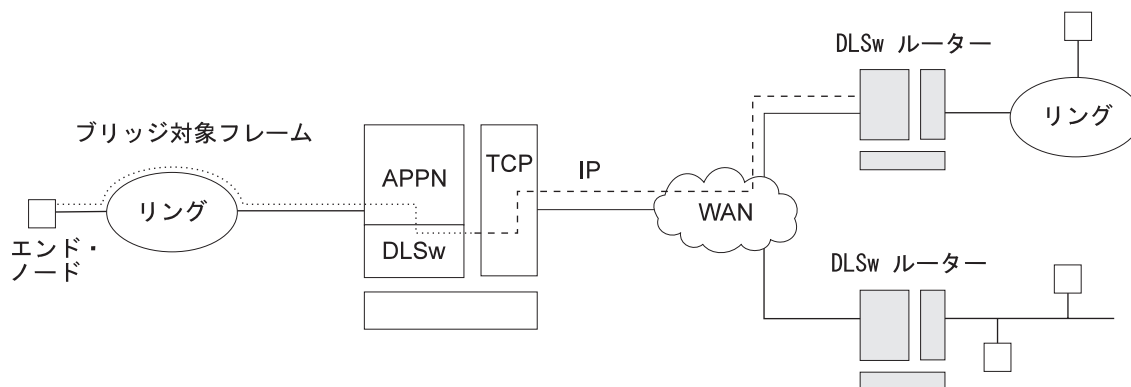 DLSw ルーター
リング
ブリッジ対象フレーム
APPN
TCP
IP
リング
WAN
DLSw
エンド・
ノード
DLSw ルーター